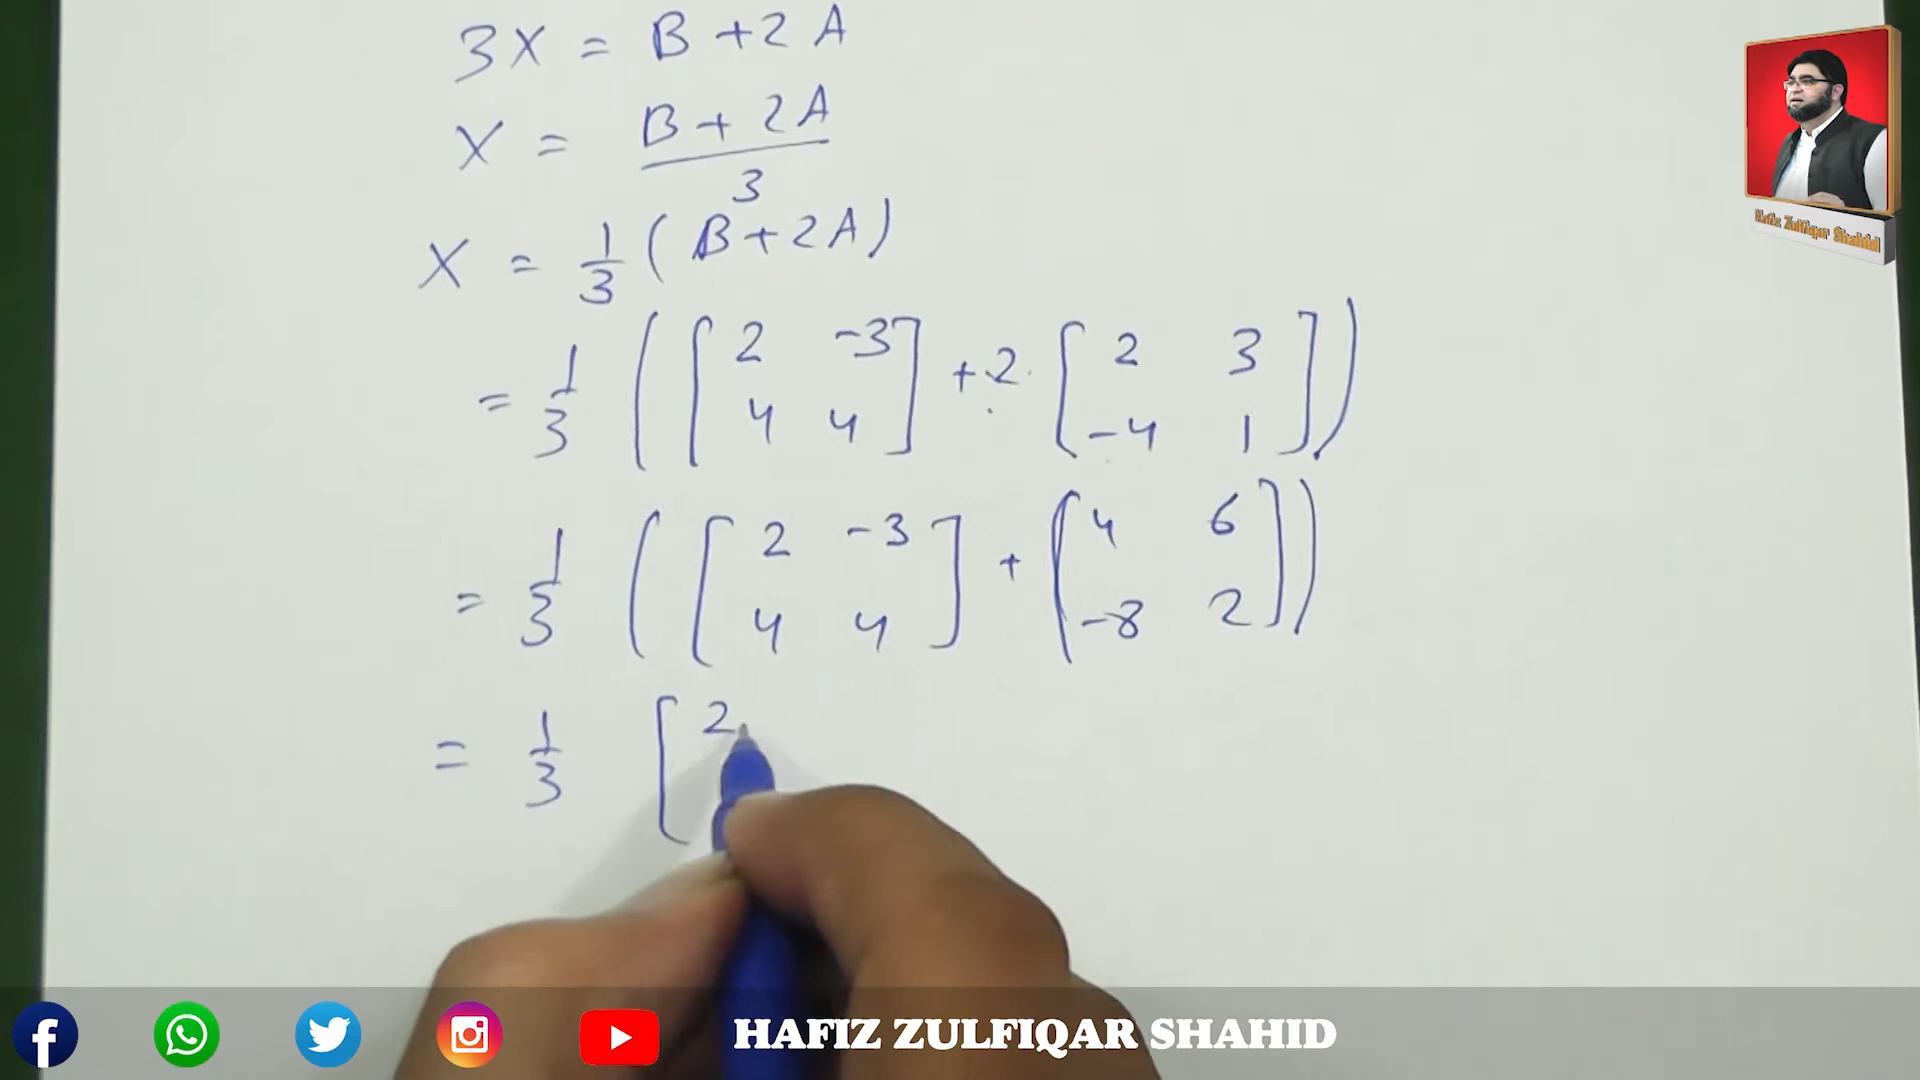 3X = B + 2A
X = B + 2A / 3
X = 1/3 (B + 2A)
= 1/3 ( [ 2 -3
4 4 ] + 2 [ 2 3
-4 1 ] )
= 1/3 ( [ 2 -3
4 4 ] + [ 4 6
-8 2 ] )
= 1/3 [ 2
Hafiz Zulfiqar Shahid
HAFIZ ZULFIQAR SHAHID